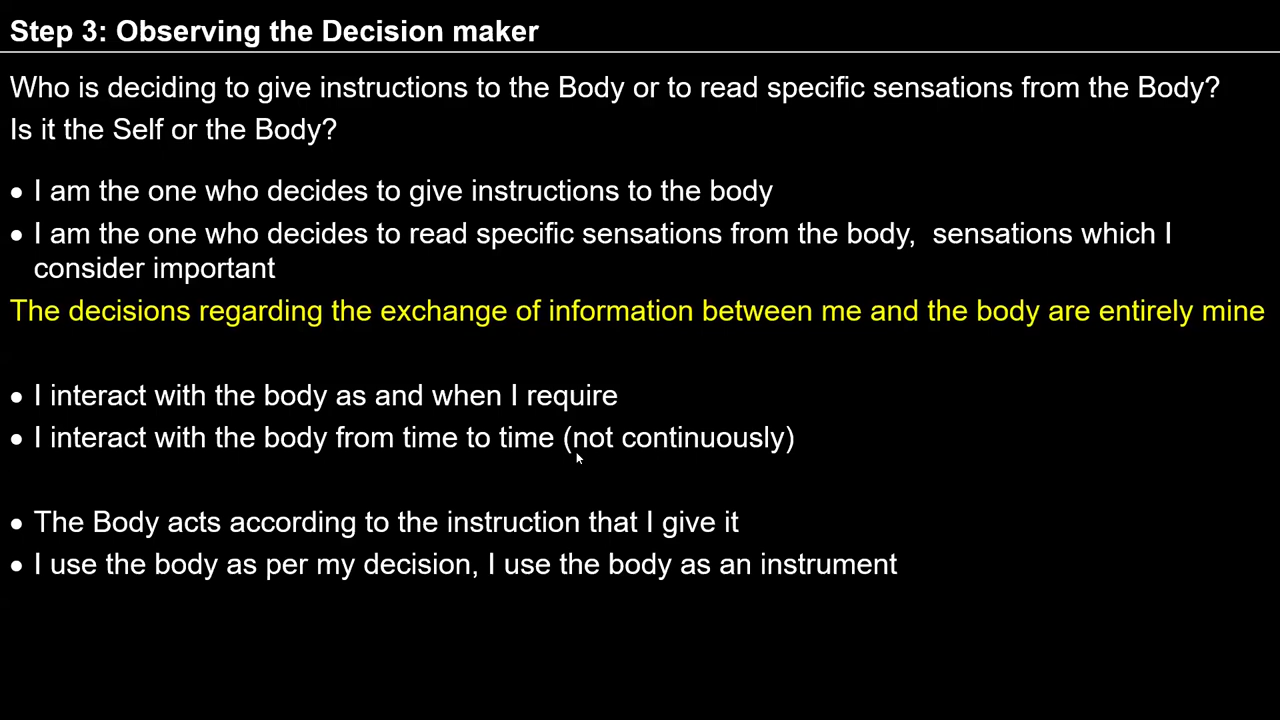 Step 3: Observing the Decision maker
Who is deciding to give instructions to the Body or to read specific sensations from the Body?
Is it the Self or the Body?
• I am the one who decides to give instructions to the body
• I am the one who decides to read specific sensations from the body,  sensations which I
consider important
The decisions regarding the exchange of information between me and the body are entirely mine
• I interact with the body as and when I require
• I interact with the body from time to time (not continuously)
• The Body acts according to the instruction that I give it
• I use the body as per my decision, I use the body as an instrument